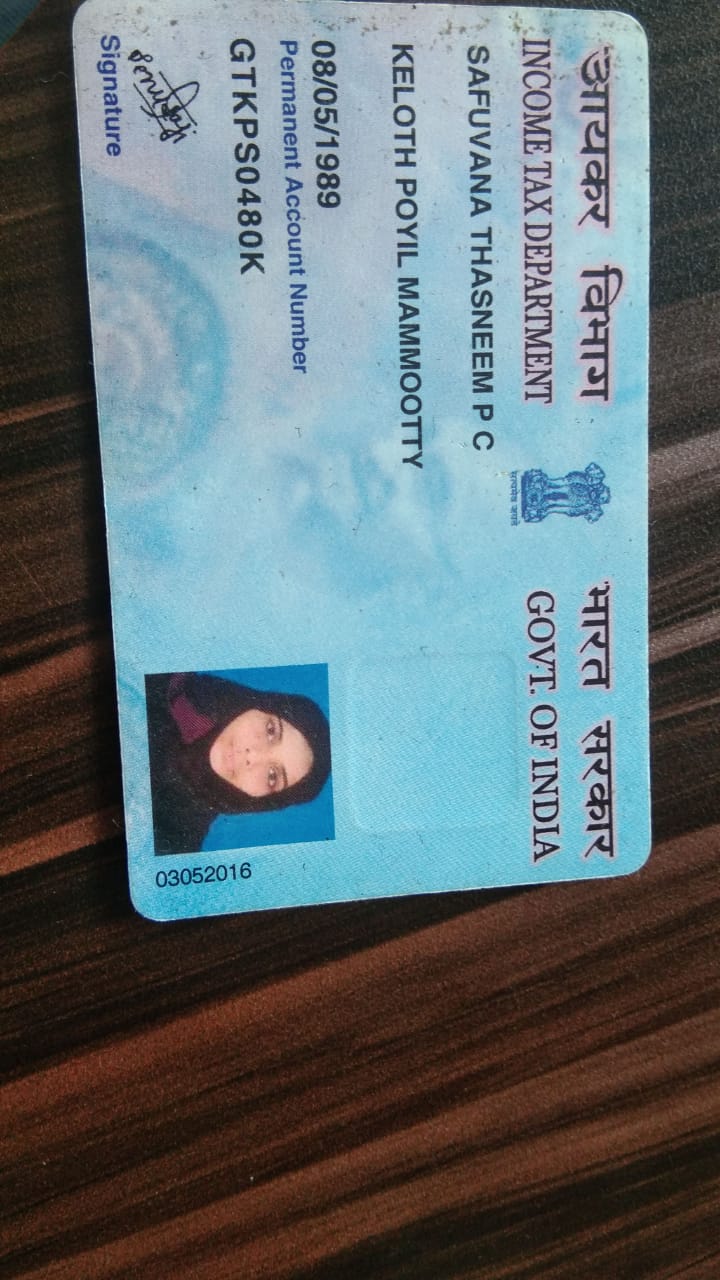 आयकर विभाग
INCOME TAX DEPARTMENT
सत्यमेव जयते
भारत सरकार
GOVT. OF INDIA
SAFUVANA THASNEEM P C
KELOTH POYIL MAMMOOTTY
08/05/1989
Permanent Account Number
GTKPS0480K
Signature
03052016